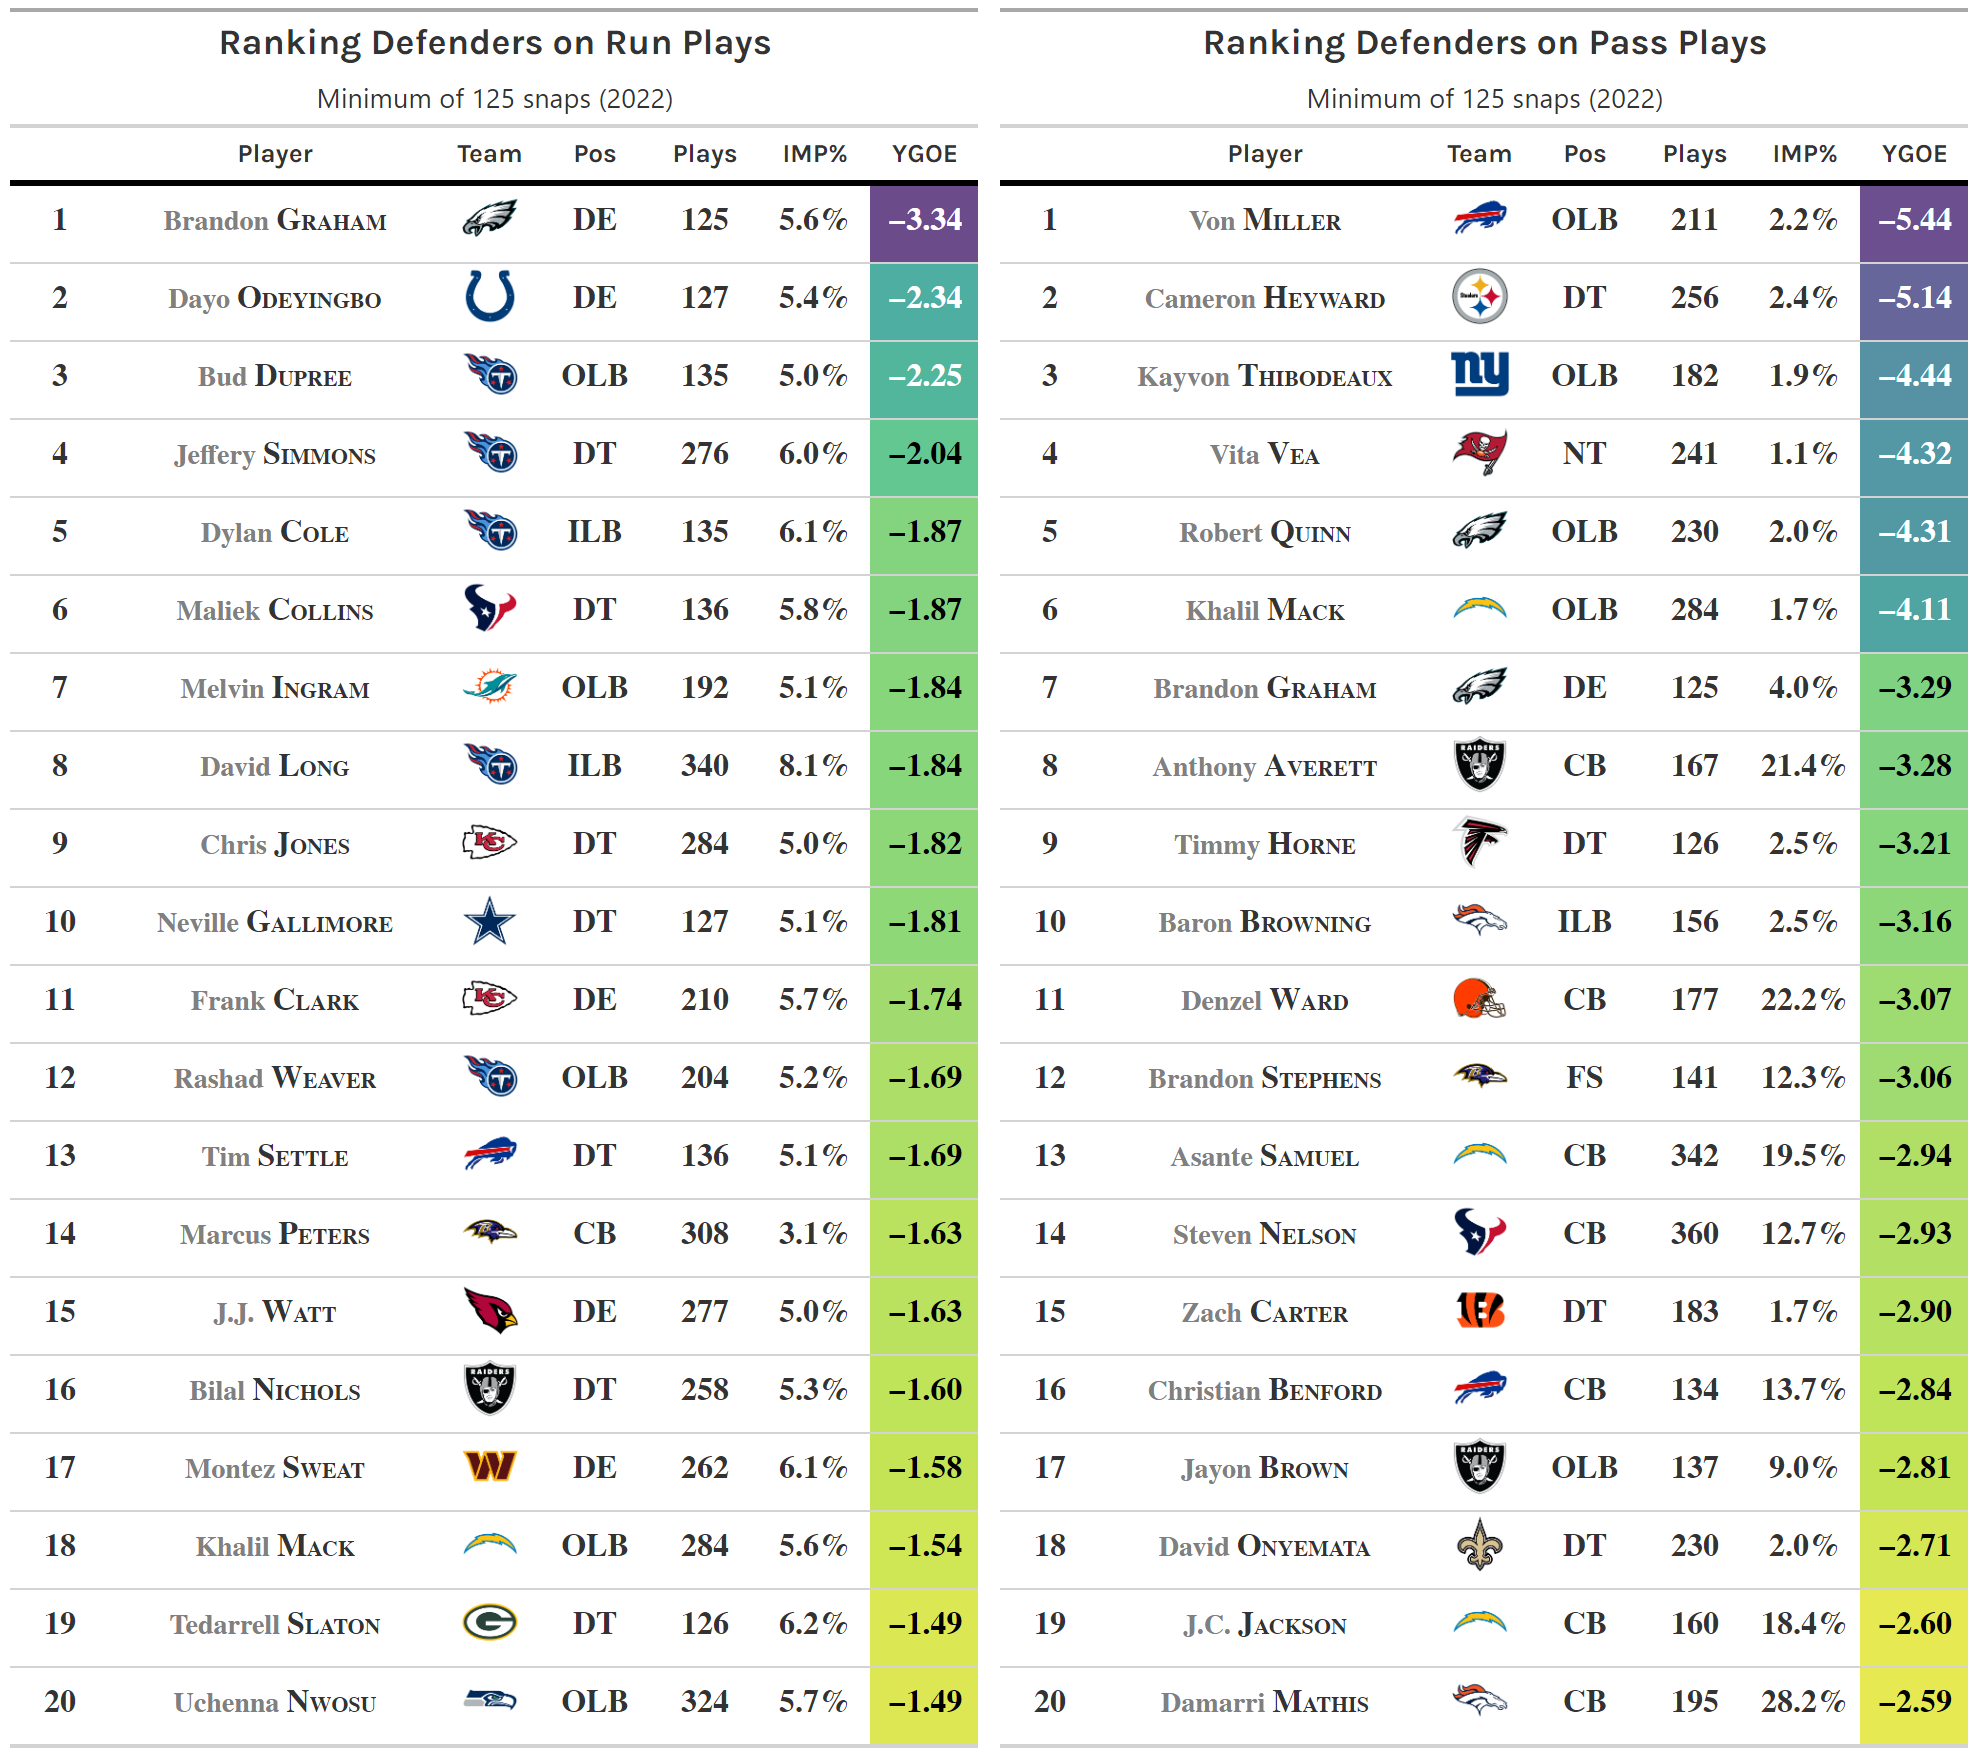 Ranking Defenders on Run Plays
Minimum of 125 snaps (2022)
Player Team Pos Plays IMP% YGOE
1 Brandon GRAHAM DE 125 5.6% −3.34
2 Dayo ODEYINGBO DE 127 5.4% −2.34
3 Bud DUPREE OLB 135 5.0% −2.25
4 Jeffery SIMMONS DT 276 6.0% −2.04
5 Dylan COLE ILB 135 6.1% −1.87
6 Maliek COLLINS DT 136 5.8% −1.87
7 Melvin INGRAM OLB 192 5.1% −1.84
8 David LONG ILB 340 8.1% −1.84
9 Chris JONES DT 284 5.0% −1.82
10 Neville GALLIMORE DT 127 5.1% −1.81
11 Frank CLARK DE 210 5.7% −1.74
12 Rashad WEAVER OLB 204 5.2% −1.69
13 Tim SETTLE DT 136 5.1% −1.69
14 Marcus PETERS CB 308 3.1% −1.63
15 J.J. WATT DE 277 5.0% −1.63
16 Bilal NICHOLS RAIDERS DT 258 5.3% −1.60
17 Montez SWEAT W DE 262 6.1% −1.58
18 Khalil MACK OLB 284 5.6% −1.54
19 Tedarrell SLATON G DT 126 6.2% −1.49
20 Uchenna NWOSU OLB 324 5.7% −1.49
Ranking Defenders on Pass Plays
Minimum of 125 snaps (2022)
Player Team Pos Plays IMP% YGOE
1 Von MILLER OLB 211 2.2% −5.44
2 Cameron HEYWARD Steelers DT 256 2.4% −5.14
3 Kayvon THIBODEAUX ny OLB 182 1.9% −4.44
4 Vita VEA NT 241 1.1% −4.32
5 Robert QUINN OLB 230 2.0% −4.31
6 Khalil MACK OLB 284 1.7% −4.11
7 Brandon GRAHAM DE 125 4.0% −3.29
8 Anthony AVERETT RAIDERS CB 167 21.4% −3.28
9 Timmy HORNE DT 126 2.5% −3.21
10 Baron BROWNING ILB 156 2.5% −3.16
11 Denzel WARD CB 177 22.2% −3.07
12 Brandon STEPHENS FS 141 12.3% −3.06
13 Asante SAMUEL CB 342 19.5% −2.94
14 Steven NELSON CB 360 12.7% −2.93
15 Zach CARTER DT 183 1.7% −2.90
16 Christian BENFORD CB 134 13.7% −2.84
17 Jayon BROWN RAIDERS OLB 137 9.0% −2.81
18 David ONYEMATA DT 230 2.0% −2.71
19 J.C. JACKSON CB 160 18.4% −2.60
20 Damarri MATHIS CB 195 28.2% −2.59